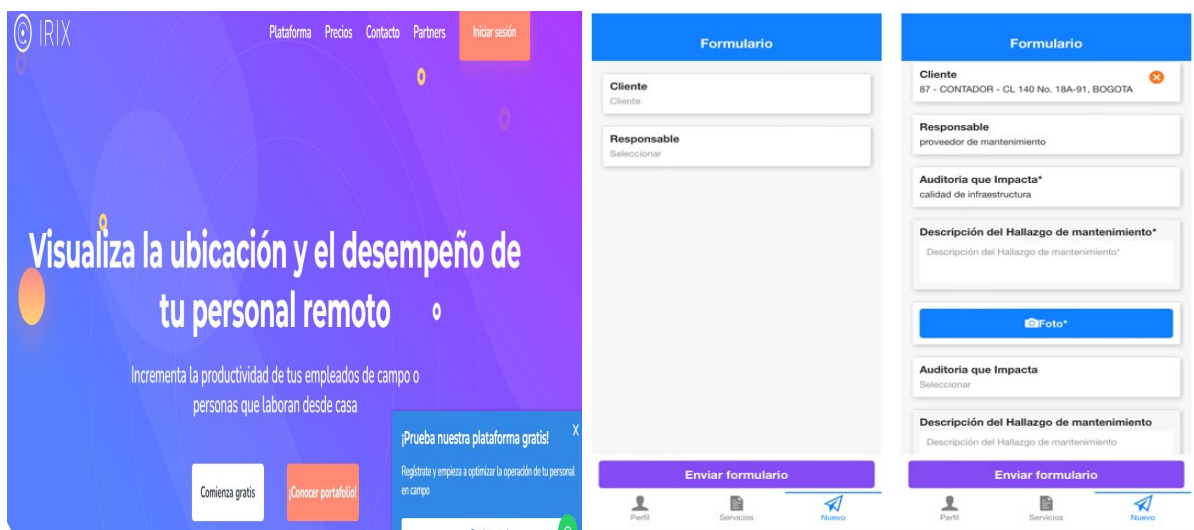 IRIX
Plataforma Precios Contacto Partners Iniciar sesión
Visualiza la ubicación y el desempeño de
tu personal remoto
Incrementa la productividad de tus empleados de campo o
personas que laboran desde casa
Comienza gratis ¡Conocer portafolio!
¡Prueba nuestra plataforma gratis! X
Regístrate y empieza a optimizar la operación de tu personal
en campo
Formulario
Cliente
Cliente
Responsable
Seleccionar
Enviar formulario
Perfil Servicios Nuevo
Formulario
Cliente
87 - CONTADOR - CL 140 No. 18A-91, BOGOTA
Responsable
proveedor de mantenimiento
Auditoria que Impacta*
calidad de infraestructura
Descripción del Hallazgo de mantenimiento*
Descripción del Hallazgo de mantenimiento*
Foto*
Auditoria que Impacta
Seleccionar
Descripción del Hallazgo de mantenimiento
Descripción del Hallazgo de mantenimiento
Enviar formulario
Perfil Servicios Nuevo